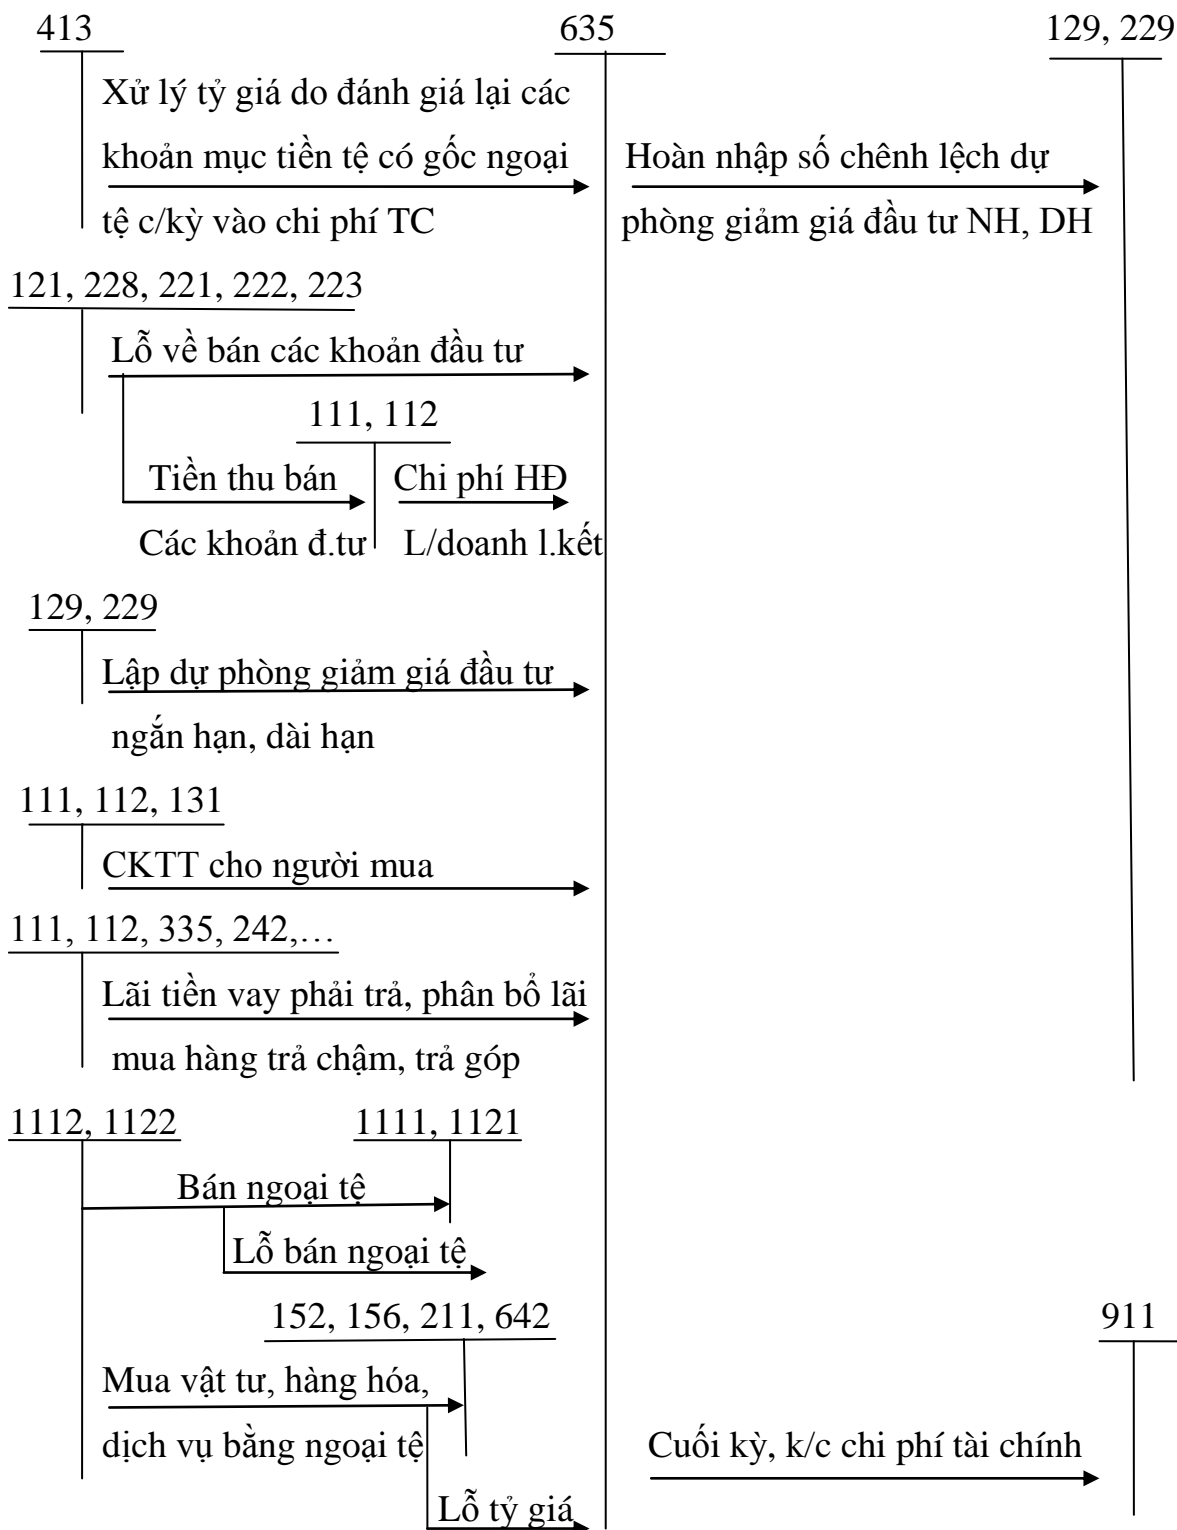 413
635
129, 229
Xử lý tỷ giá do đánh giá lại các
khoản mục tiền tệ có gốc ngoại
tệ c/kỳ vào chi phí TC
Hoàn nhập số chênh lệch dự
phòng giảm giá đầu tư NH, DH
121, 228, 221, 222, 223
Lỗ về bán các khoản đầu tư
111, 112
Tiền thu bán
Các khoản đ.tư
Chi phí HĐ
L/doanh l.kết
129, 229
Lập dự phòng giảm giá đầu tư
ngắn hạn, dài hạn
111, 112, 131
CKTT cho người mua
111, 112, 335, 242,…
Lãi tiền vay phải trả, phân bổ lãi
mua hàng trả chậm, trả góp
1112, 1122
1111, 1121
Bán ngoại tệ
Lỗ bán ngoại tệ
152, 156, 211, 642
911
Mua vật tư, hàng hóa,
dịch vụ bằng ngoại tệ
Cuối kỳ, k/c chi phí tài chính
Lỗ tỷ giá